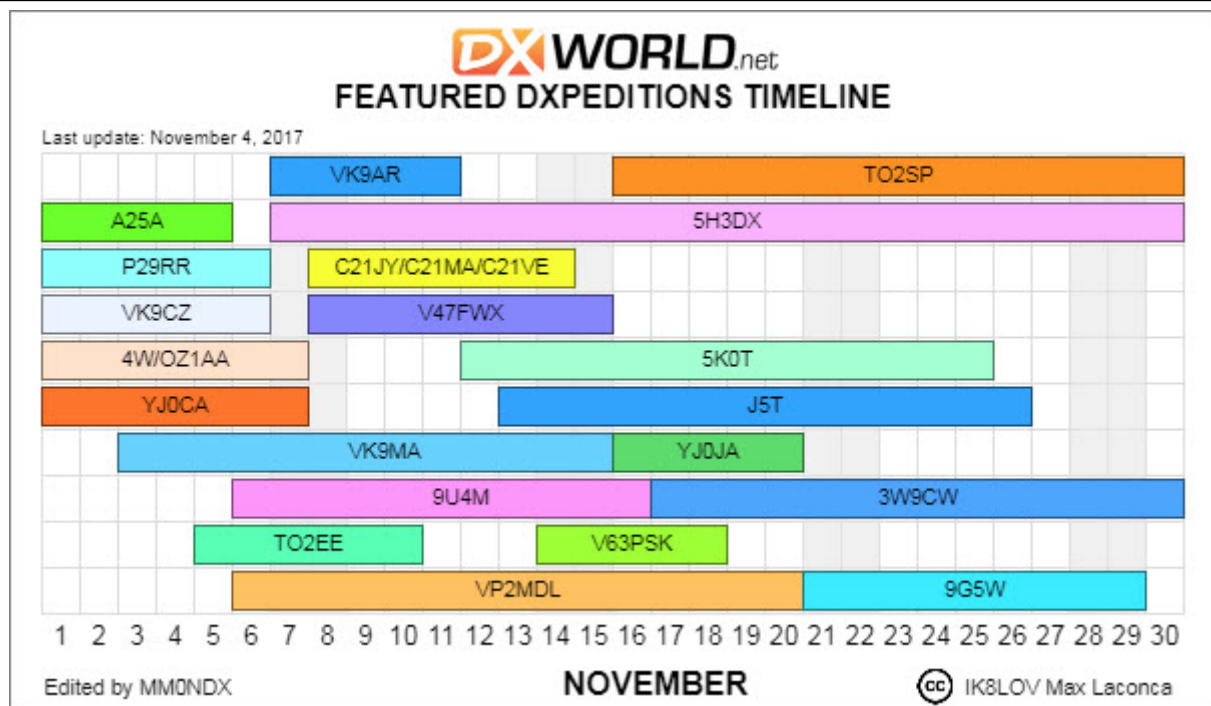 DX WORLD.net
FEATURED DXPEDITIONS TIMELINE
Last update: November 4, 2017
VK9AR TO2SP
A25A 5H3DX
P29RR C21JY/C21MA/C21VE
VK9CZ V47FWX
4W/OZ1AA 5K0T
YJ0CA J5T
VK9MA YJ0JA
9U4M 3W9CW
TO2EE V63PSK
VP2MDL 9G5W
1 2 3 4 5 6 7 8 9 10 11 12 13 14 15 16 17 18 19 20 21 22 23 24 25 26 27 28 29 30
Edited by MM0NDX NOVEMBER cc IK8LOV Max Laconca